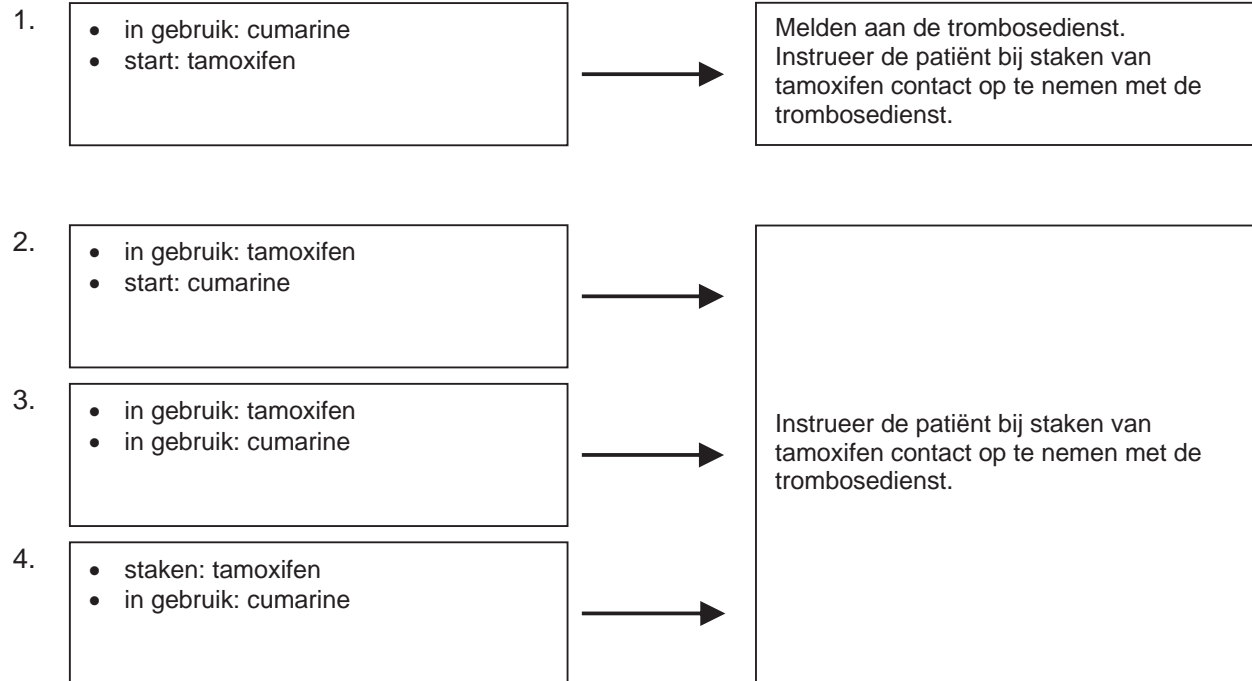 1.
• in gebruik: cumarine
• start: tamoxifen
Melden aan de trombosedienst.
Instrueer de patiënt bij staken van
tamoxifen contact op te nemen met de
trombosedienst.
2.
• in gebruik: tamoxifen
• start: cumarine
3.
• in gebruik: tamoxifen
• in gebruik: cumarine
4.
• staken: tamoxifen
• in gebruik: cumarine
Instrueer de patiënt bij staken van
tamoxifen contact op te nemen met de
trombosedienst.